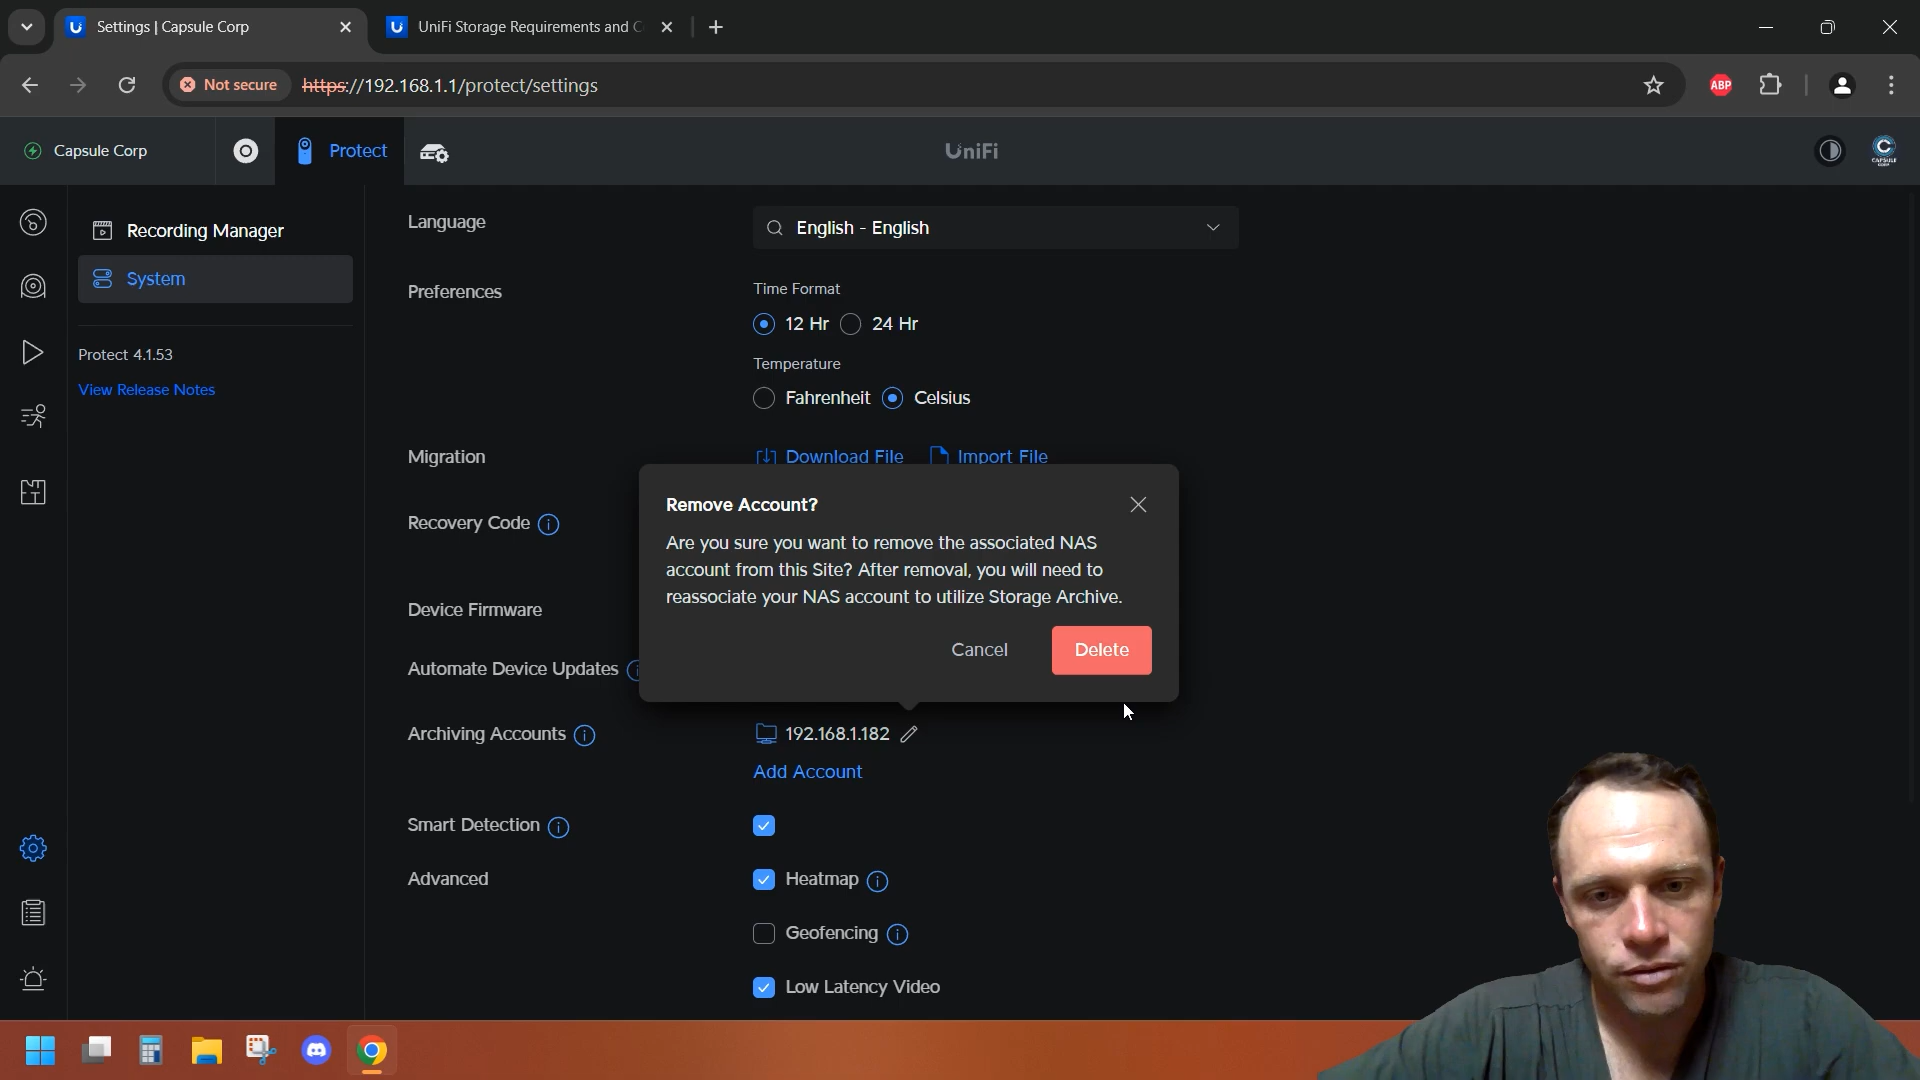 Settings | Capsule Corp
UniFi Storage Requirements and C
Not secure
https://192.168.1.1/protect/settings
ABP
Capsule Corp
Protect
UniFi
CAPSULE
CORP
Recording Manager
System
Protect 4.1.53
View Release Notes
Language
English - English
Preferences
Time Format
12 Hr
24 Hr
Temperature
Fahrenheit
Celsius
Migration
Download File
Import File
Recovery Code
Device Firmware
Automate Device Updates
Remove Account?
Are you sure you want to remove the associated NAS
account from this Site? After removal, you will need to
reassociate your NAS account to utilize Storage Archive.
Cancel
Delete
Archiving Accounts
192.168.1.182
Add Account
Smart Detection
Advanced
Heatmap
Geofencing
Low Latency Video